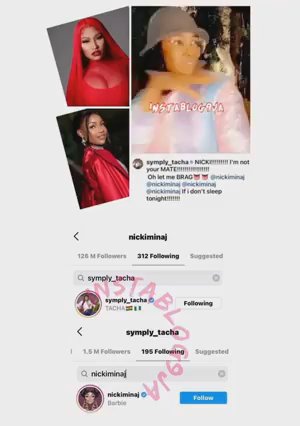 INSTABLOG9JA
symply_tacha NICKI!!!!!!!!! I'm not
your MATE!!!!!!!!!!!!!!!!
Oh let me BRAG👅👅 @nickiminaj
@nickiminaj @nickiminaj
@nickiminaj If i don't sleep
tonight!!!!!!!
nickiminaj
126 M Followers 312 Following Suggested
symply_tacha
symply_tacha
TACHA
Following
INSTABLOG9JA
symply_tacha
1.5 M Followers 195 Following Suggested
nickiminaj
nickiminaj
Barbie
Follow